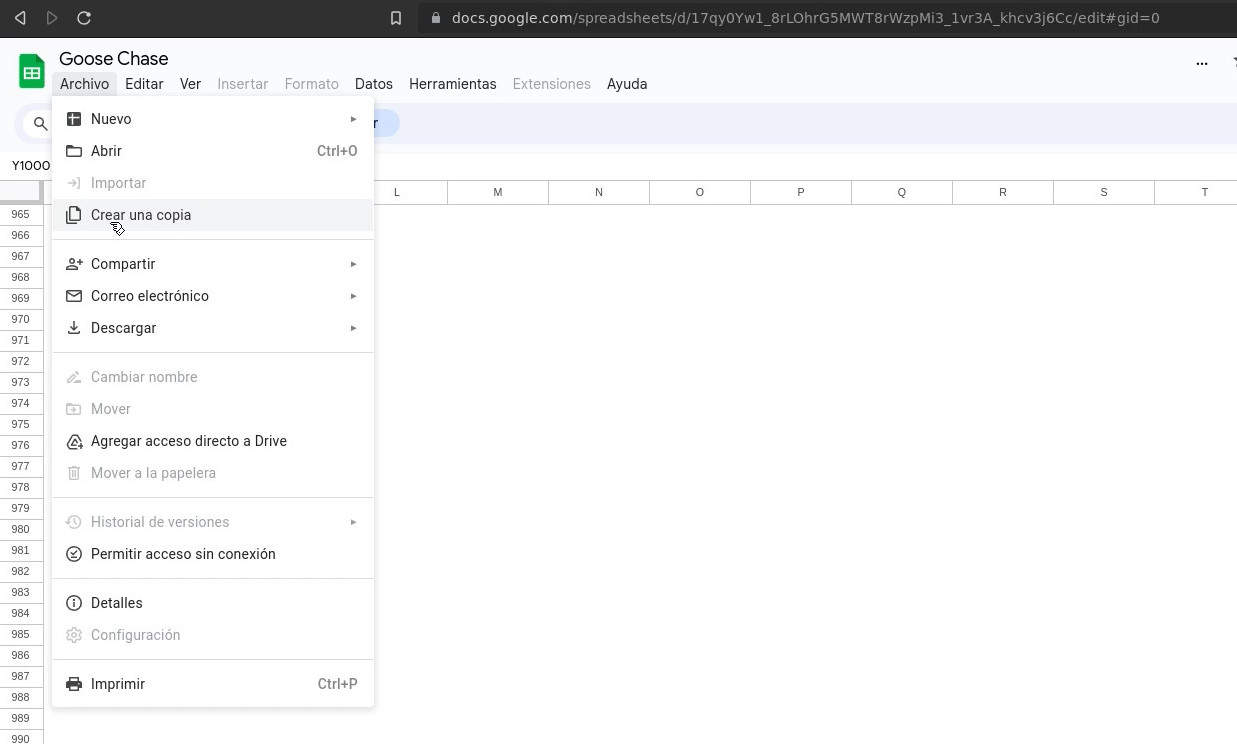 docs.google.com/spreadsheets/d/17qy0Yw1_8rLOhrG5MWT8rWzpMi3_1vr3A_khcv3j6Cc/edit#gid=0
Goose Chase
...
Archivo Editar Ver Insertar Formato Datos Herramientas Extensiones Ayuda
Nuevo
r
Abrir Ctrl+O
Y1000
Importar
L M N O P Q R S T
Crear una copia
Compartir
Correo electrónico
Descargar
Cambiar nombre
Mover
Agregar acceso directo a Drive
Mover a la papelera
Historial de versiones
Permitir acceso sin conexión
Detalles
Configuración
Imprimir Ctrl+P
965
966
967
968
969
970
971
972
973
974
975
976
977
978
979
980
981
982
983
984
985
986
987
988
989
990